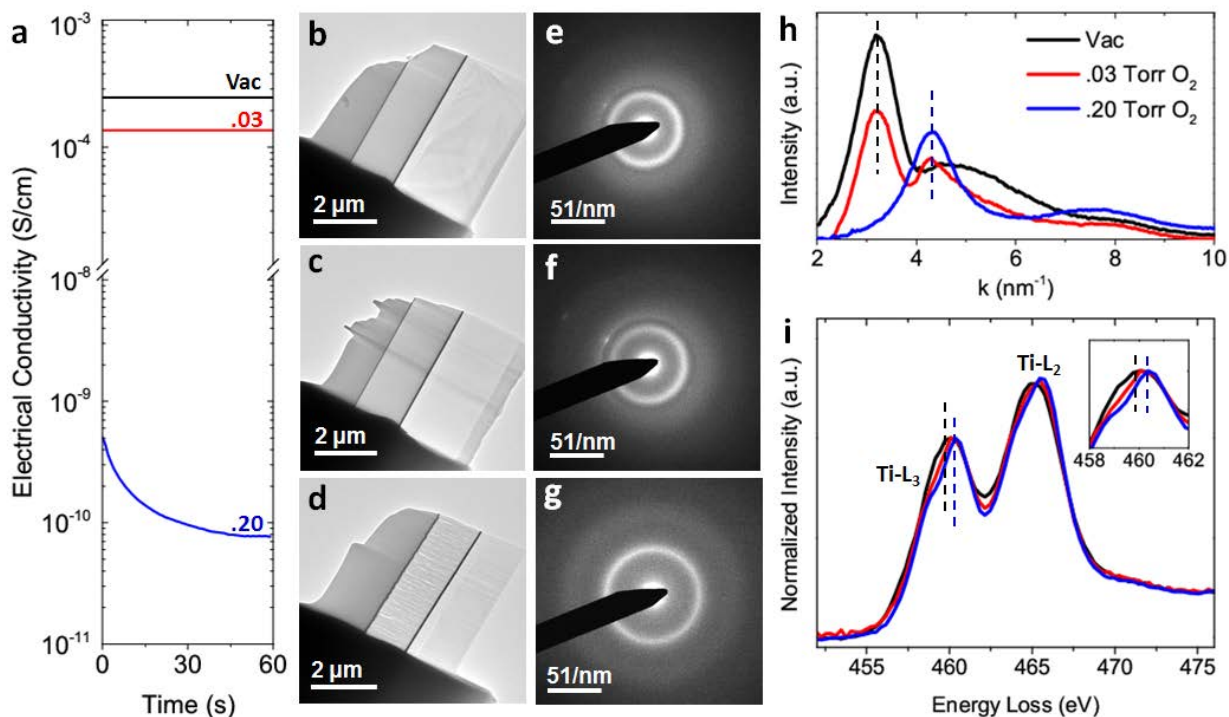 a
Electrical Conductivity (S/cm)
10⁻³
10⁻⁴
10⁻⁸
10⁻⁹
10⁻¹⁰
10⁻¹¹
Vac
.03
.20
0
30
60
Time (s)
b
2 μm
c
2 μm
d
2 μm
e
51/nm
f
51/nm
g
51/nm
h
Intensity (a.u.)
Vac
.03 Torr O₂
.20 Torr O₂
2
4
6
8
10
k (nm⁻¹)
i
Normalized Intensity (a.u.)
Ti-L₃
Ti-L₂
458
460
462
455
460
465
470
475
Energy Loss (eV)